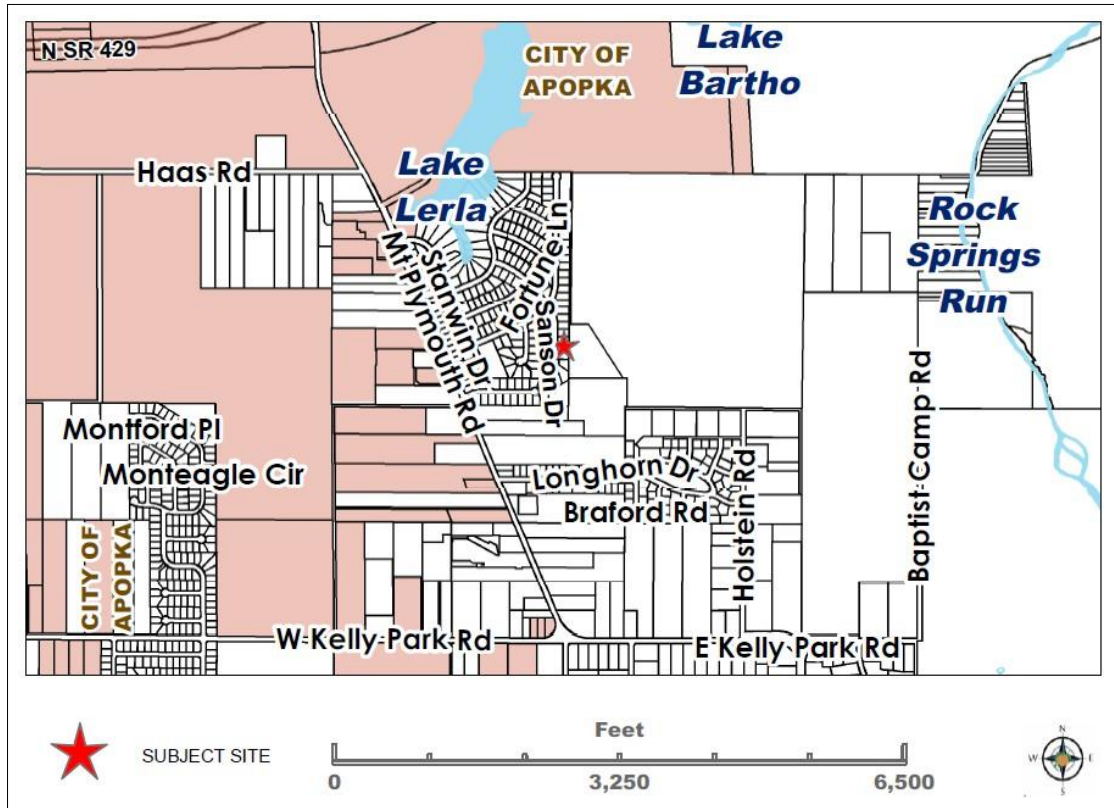 N SR 429
CITY OF
APOPKA
Lake
Bartho
Haas Rd
Lake
Lerla
Rock
Springs
Run
Fortune Ln
Sanson Dr
Stanwin Dr
Mt Plymouth Rd
Baptist Camp Rd
Montford Pl
Monteagle Cir
Longhorn Dr
Braford Rd
Holstein Rd
CITY OF
APOPKA
W Kelly Park Rd
E Kelly Park Rd
SUBJECT SITE
Feet
0
3,250
6,500
N
W
E
S